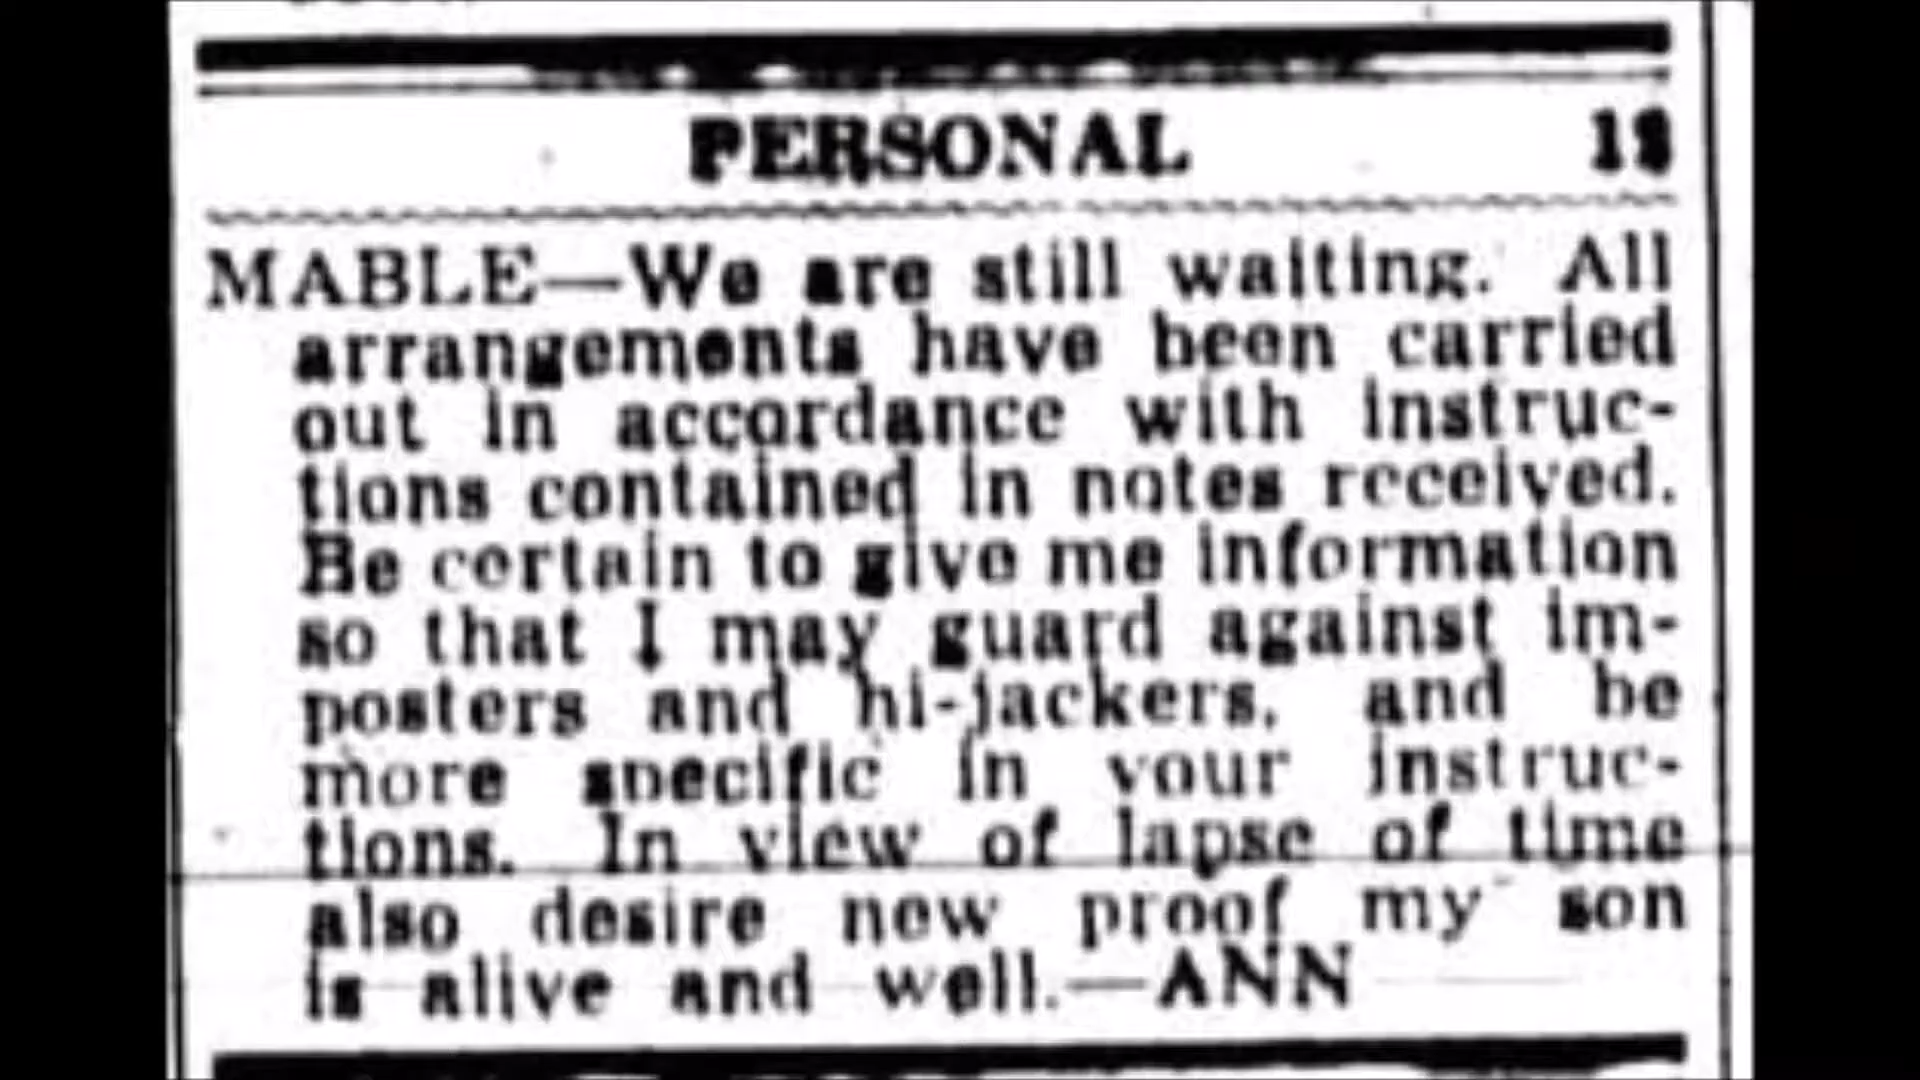 PERSONAL 18
MABLE—We are still waiting. All
arrangements have been carried
out in accordance with instruc-
tions contained in notes received.
Be certain to give me information
so that I may guard against im-
posters and hi-jackers, and be
more specific in your instruc-
tions. In view of lapse of time
also desire new proof my son
is alive and well.—ANN